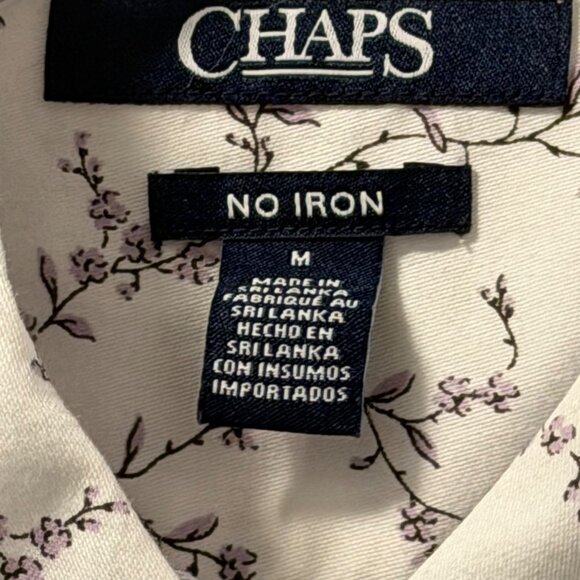 CHAPS
NO IRON
M
MADE IN
SRI LANKA
FABRIQUÉ AU
SRI LANKA
HECHO EN
SRI LANKA
CON INSUMOS
IMPORTADOS